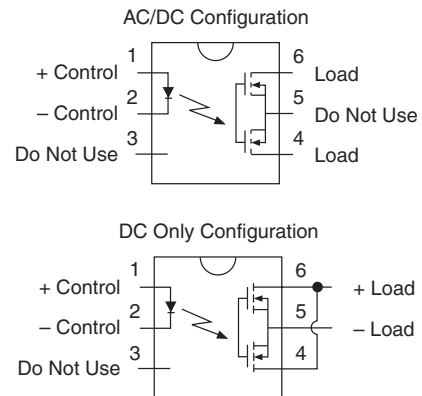 AC/DC Configuration
1
6
+ Control
Load
2
5
– Control
Do Not Use
3
4
Do Not Use
Load
DC Only Configuration
1
6
+ Control
+ Load
2
5
– Control
– Load
3
4
Do Not Use